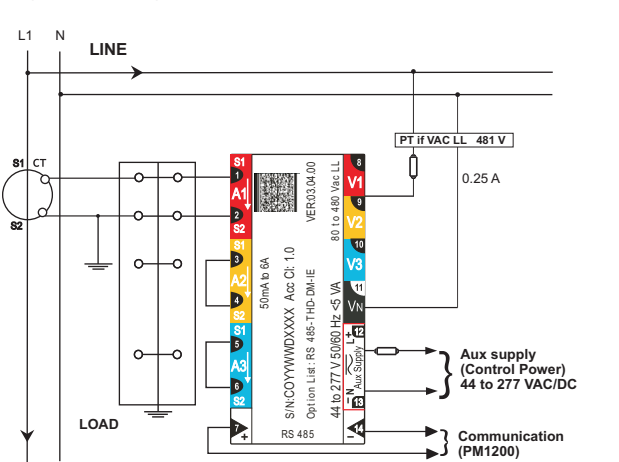 L1 N
LINE
PT if VAC LL 481 V
0.25 A
S1 CT
S2
S1
1
A1
2
S2
S1
3
A2
4
S2
S1
5
A3
6
S2
7
+
50mA to 6A
S/N:COYYWWDXXXX Acc Cl: 1.0
Option List: RS 485-THD-DM-IE
VER:03.04.00
RS 485
80 to 480 Vac LL
44 to 277 V 50/60 Hz <5 VA
8
V1
9
V2
10
V3
11
VN
L + 12
Aux Supply
– N 13
14
–
Aux supply
(Control Power)
44 to 277 VAC/DC
LOAD
Communication
(PM1200)